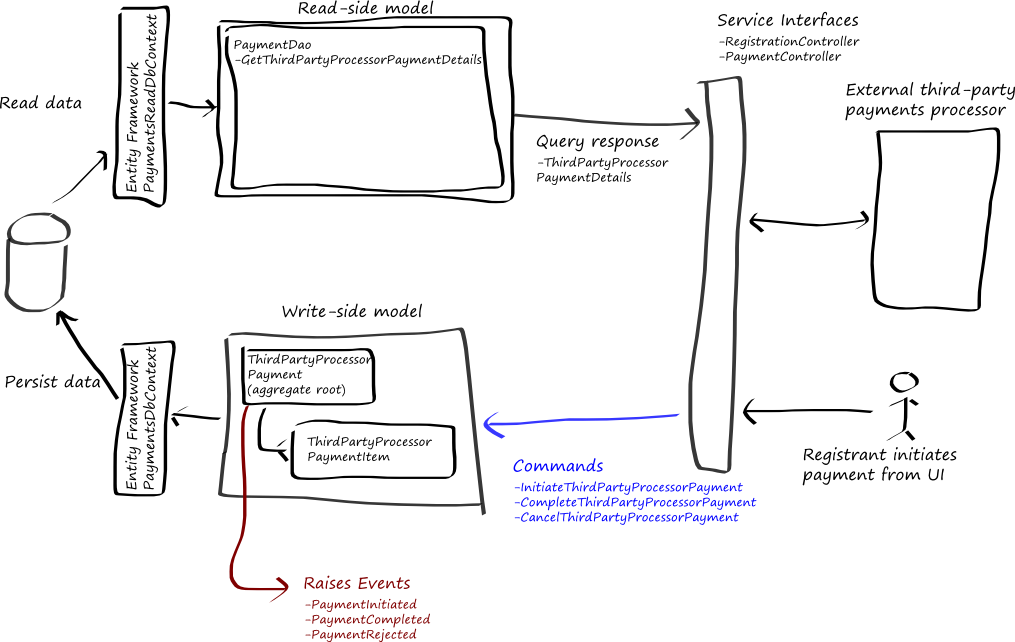 Read-side model
Service Interfaces
-RegistrationController
-PaymentController
PaymentDao
-GetThirdPartyProcessorPaymentDetails
Entity Framework
PaymentsReadDbContext
Read data
External third-party
payments processor
Query response
-ThirdPartyProcessor
PaymentDetails
Write-side model
ThirdPartyProcessor
Payment
(aggregate root)
Entity Framework
PaymentsDbContext
Persist data
ThirdPartyProcessor
PaymentItem
Registrant initiates
payment from UI
Commands
-InitiateThirdPartyProcessorPayment
-CompleteThirdPartyProcessorPayment
-CancelThirdPartyProcessorPayment
Raises Events
-PaymentInitiated
-PaymentCompleted
-PaymentRejected